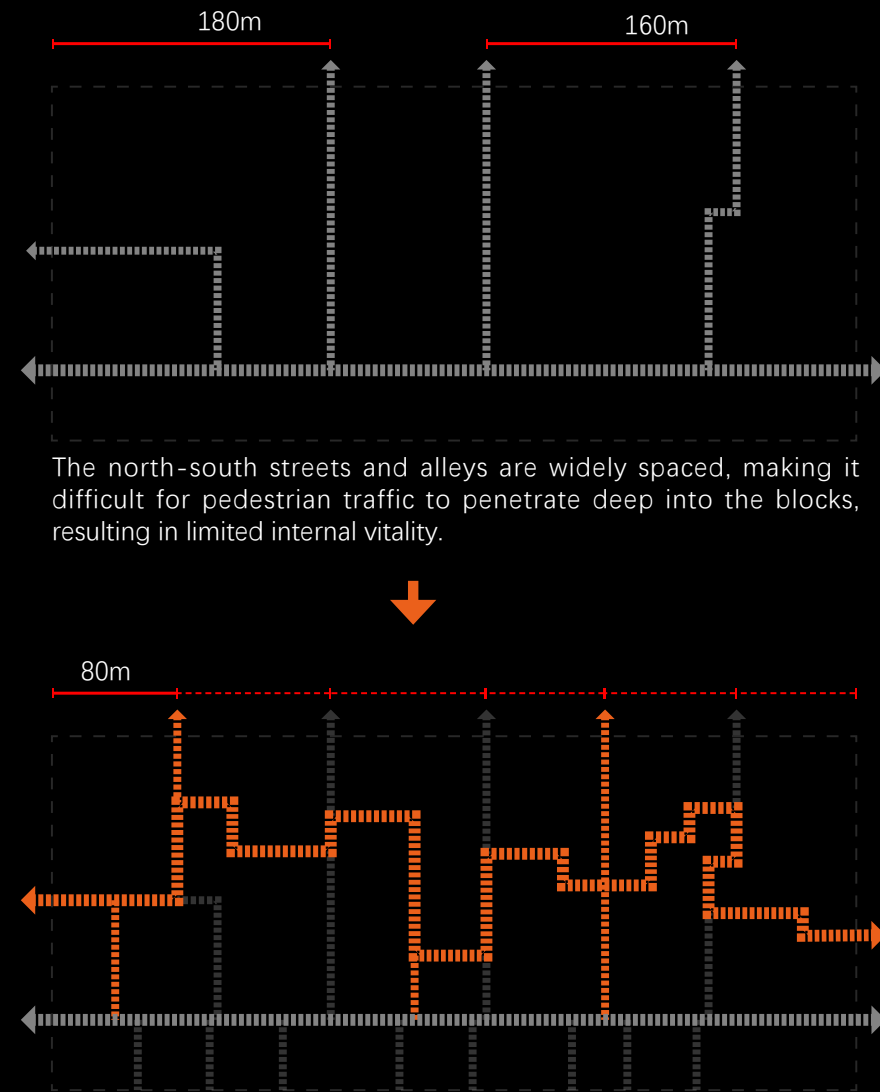 180m
160m
The north-south streets and alleys are widely spaced, making it
difficult for pedestrian traffic to penetrate deep into the blocks,
resulting in limited internal vitality.
80m